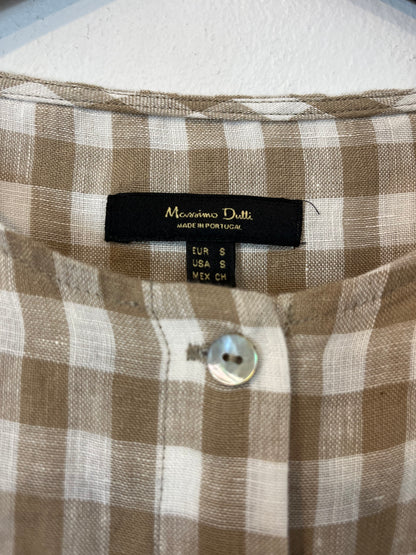 Massimo Dutti
MADE IN PORTUGAL
EUR S
USA S
MEX CH